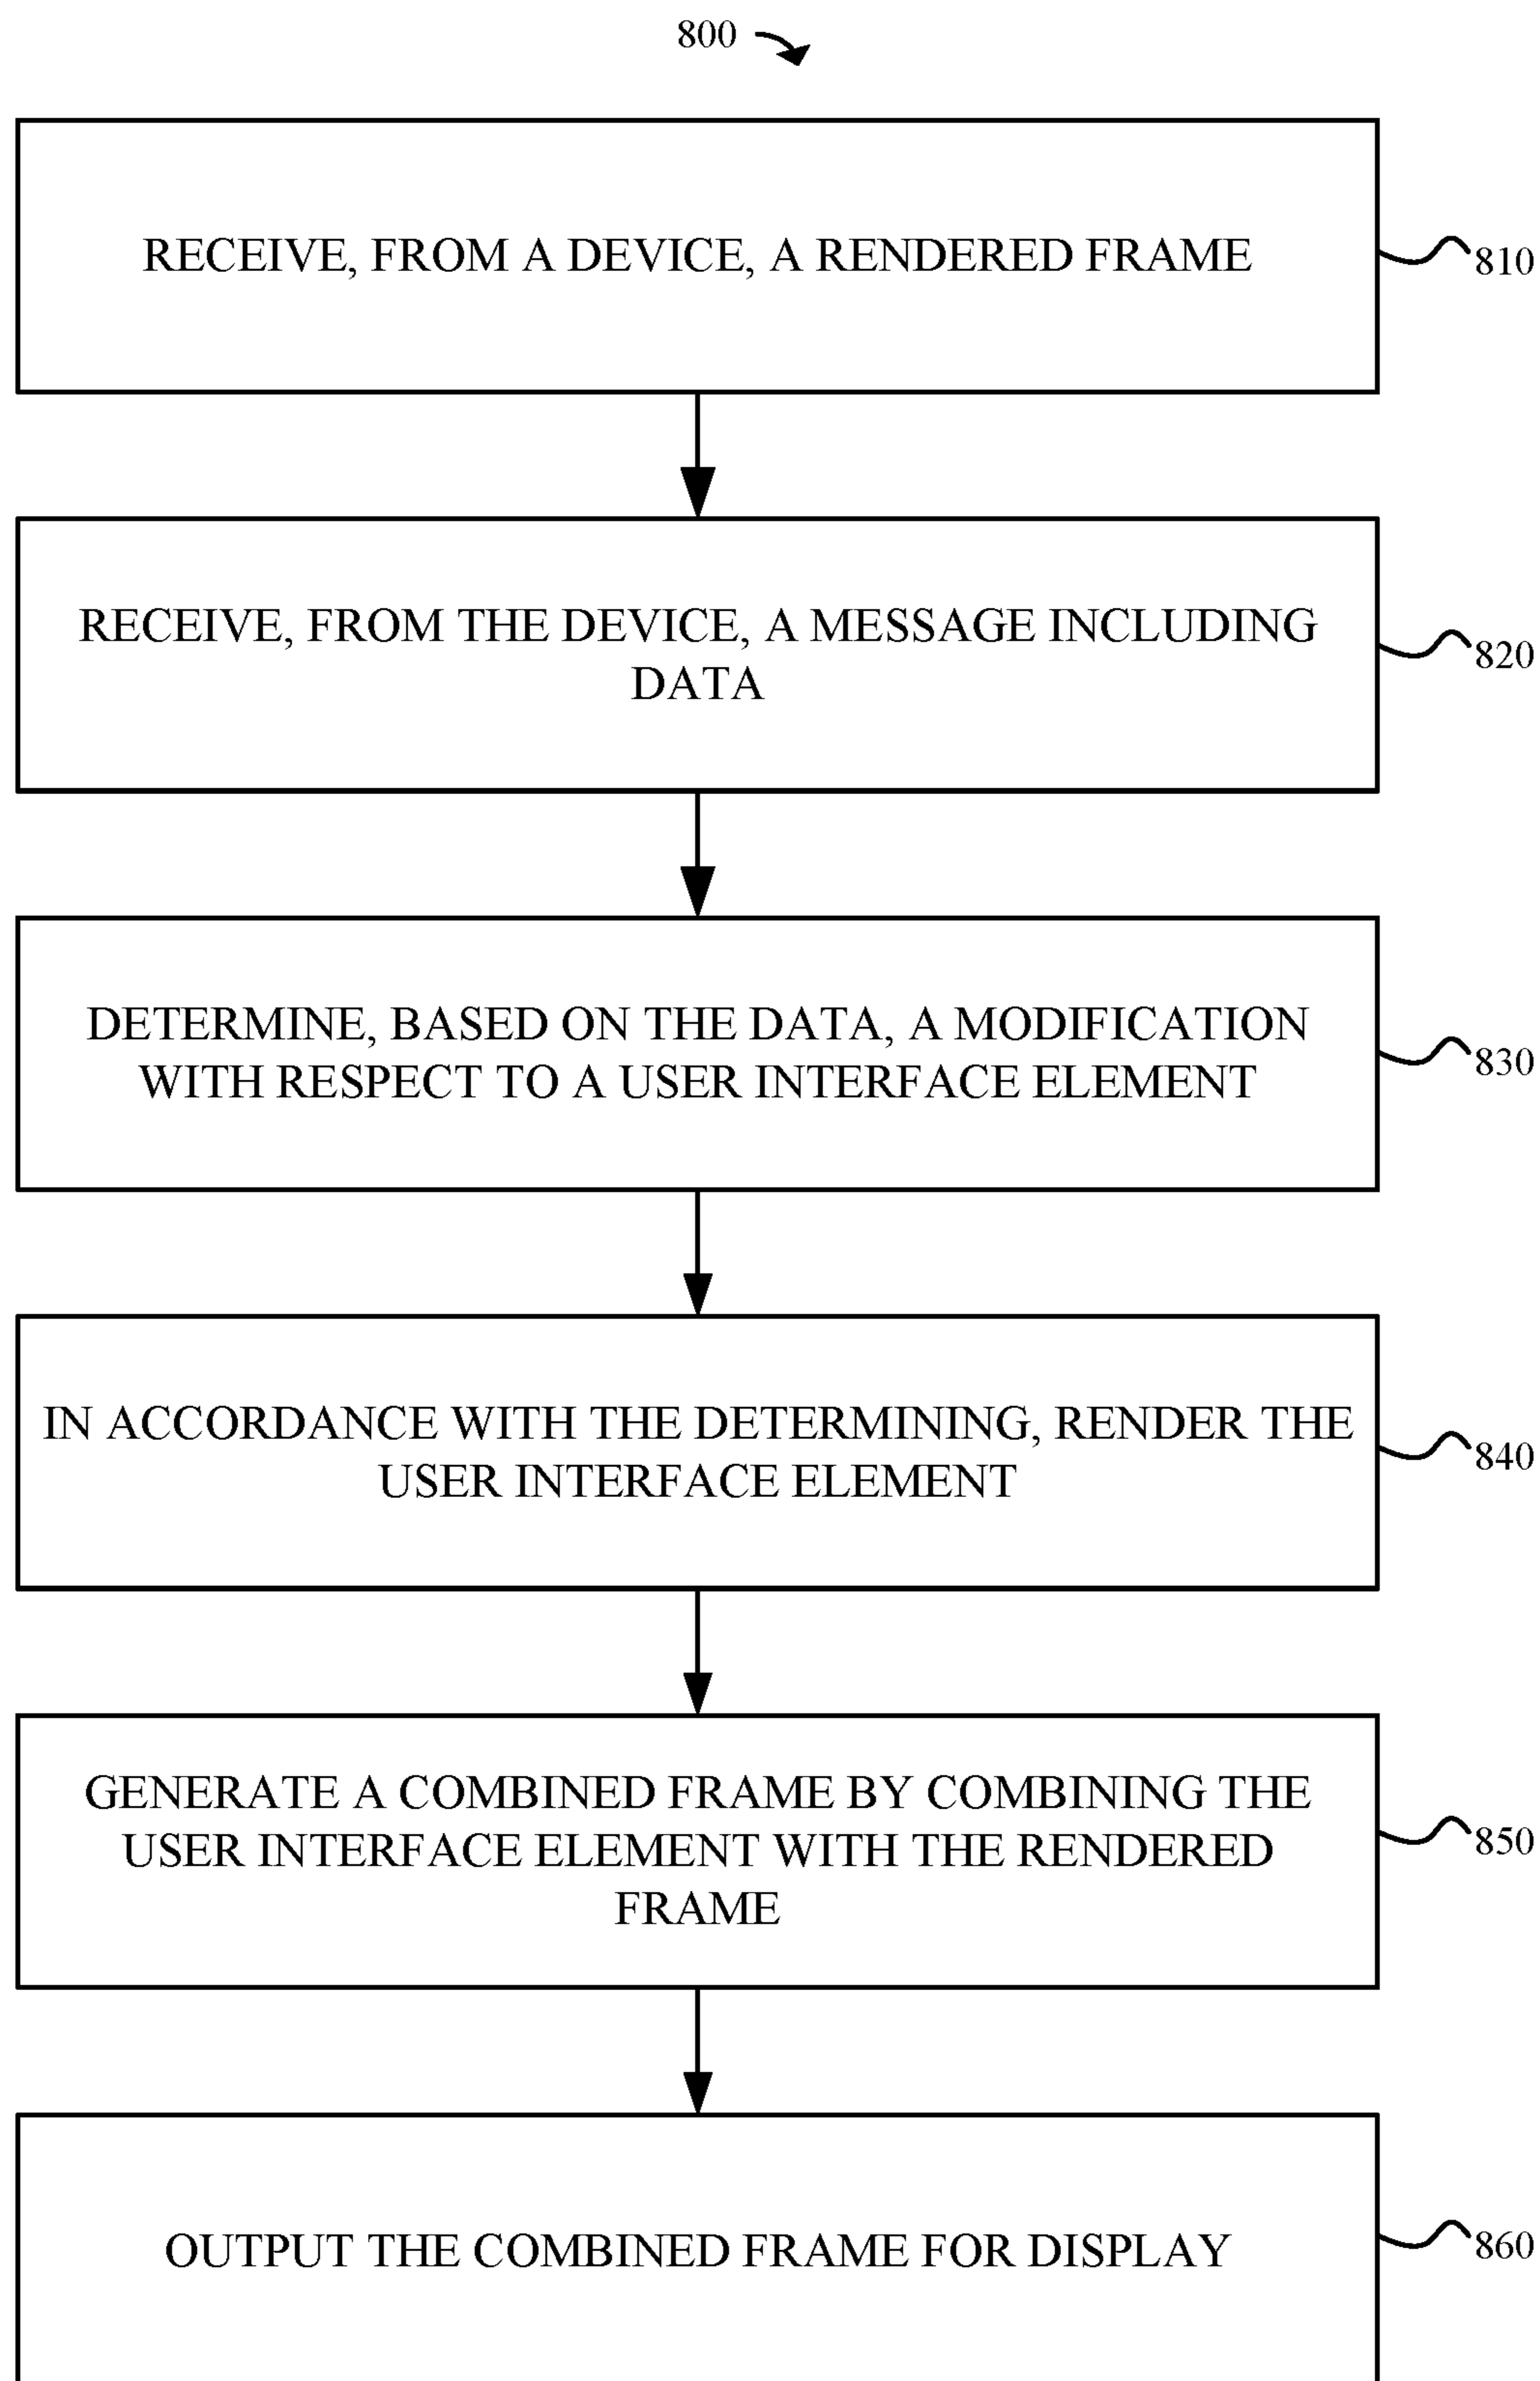 800
RECEIVE, FROM A DEVICE, A RENDERED FRAME
810
RECEIVE, FROM THE DEVICE, A MESSAGE INCLUDING
DATA
820
DETERMINE, BASED ON THE DATA, A MODIFICATION
WITH RESPECT TO A USER INTERFACE ELEMENT
830
IN ACCORDANCE WITH THE DETERMINING, RENDER THE
USER INTERFACE ELEMENT
840
GENERATE A COMBINED FRAME BY COMBINING THE
USER INTERFACE ELEMENT WITH THE RENDERED
FRAME
850
OUTPUT THE COMBINED FRAME FOR DISPLAY
860